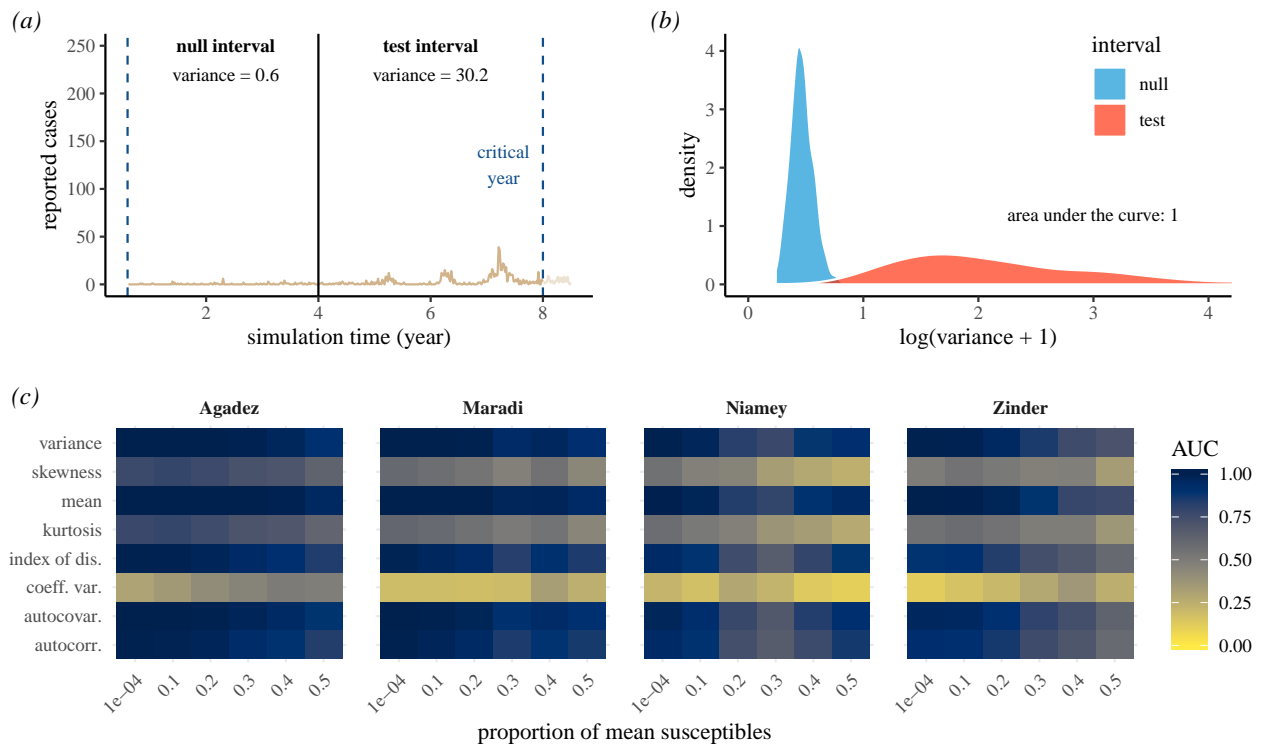 (a)
250
200
150
100
50
0
reported cases
null interval
variance = 0.6
test interval
variance = 30.2
critical
year
2
4
6
8
simulation time (year)
(b)
4
3
2
1
0
density
interval
null
test
area under the curve: 1
0
1
2
3
4
log(variance + 1)
(c)
Agadez
Maradi
Niamey
Zinder
variance
skewness
mean
kurtosis
index of dis.
coeff. var.
autocovar.
autocorr.
1e−04
0.1
0.2
0.3
0.4
0.5
1e−04
0.1
0.2
0.3
0.4
0.5
1e−04
0.1
0.2
0.3
0.4
0.5
1e−04
0.1
0.2
0.3
0.4
0.5
proportion of mean susceptibles
AUC
1.00
0.75
0.50
0.25
0.00